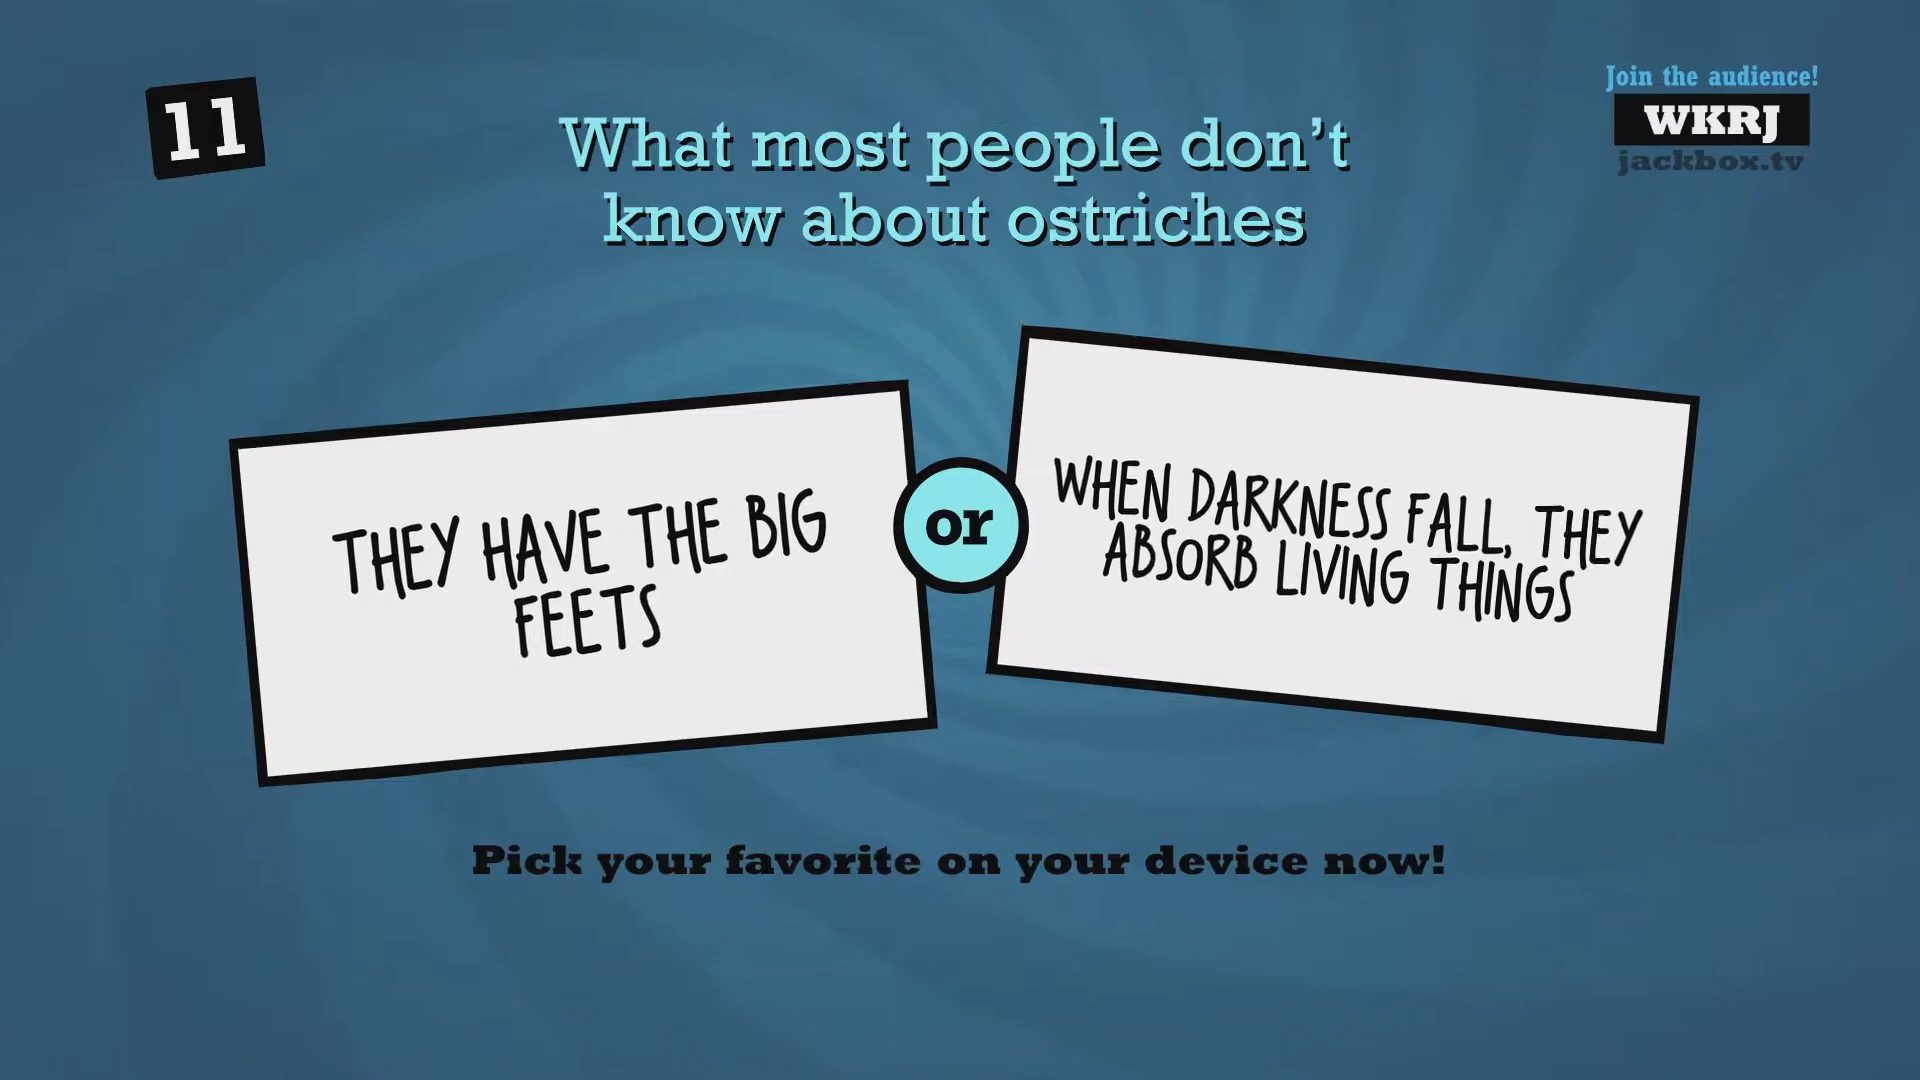 11
Join the audience!
WKRJ
jackbox.tv
What most people don't
know about ostriches
THEY HAVE THE BIG
FEETS
or
WHEN DARKNESS FALL, THEY
ABSORB LIVING THINGS
Pick your favorite on your device now!